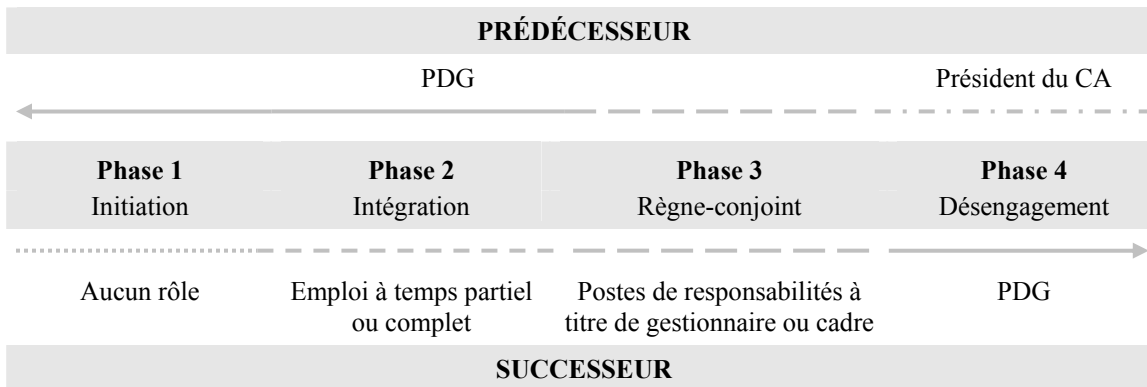 PRÉDÉCESSEUR
PDG
Président du CA
Phase 1
Initiation
Phase 2
Intégration
Phase 3
Règne-conjoint
Phase 4
Désengagement
Aucun rôle
Emploi à temps partiel
ou complet
Postes de responsabilités à
titre de gestionnaire ou cadre
PDG
SUCCESSEUR